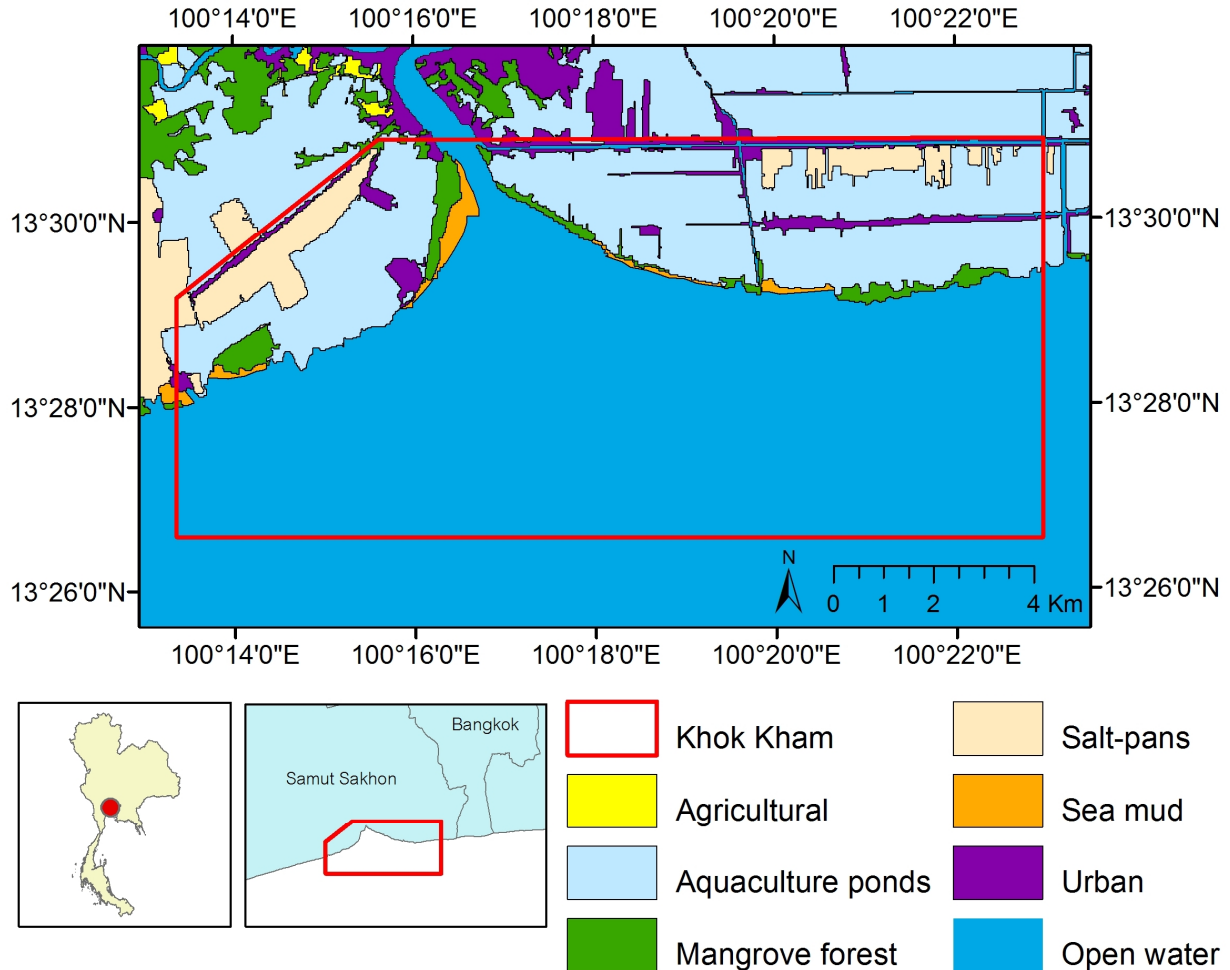 100°14'0"E 100°16'0"E 100°18'0"E 100°20'0"E 100°22'0"E
13°30'0"N
13°30'0"N
13°28'0"N
13°28'0"N
13°26'0"N
13°26'0"N
N
0 1 2 4 Km
100°14'0"E 100°16'0"E 100°18'0"E 100°20'0"E 100°22'0"E
Bangkok
Samut Sakhon
Khok Kham
Agricultural
Aquaculture ponds
Mangrove forest
Salt-pans
Sea mud
Urban
Open water